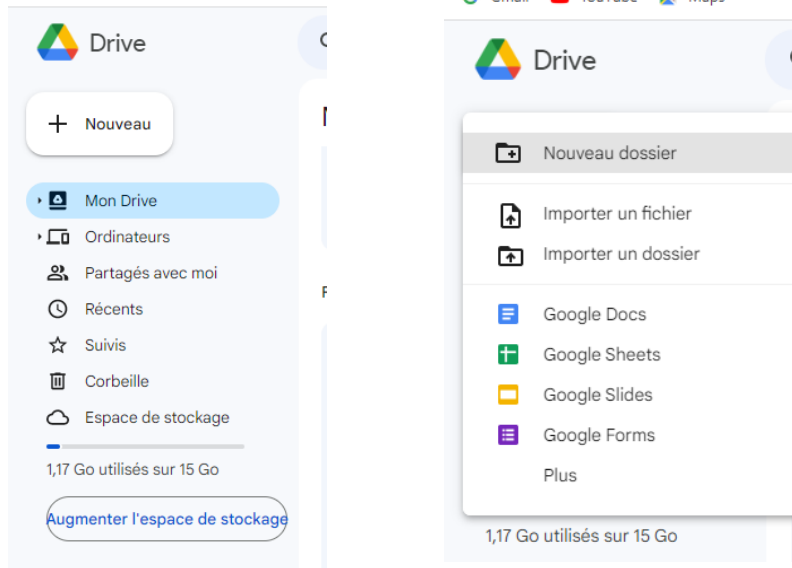 Drive
Nouveau
Mon Drive
Ordinateurs
Partagés avec moi
Récents
Suivis
Corbeille
Espace de stockage
1,17 Go utilisés sur 15 Go
Augmenter l'espace de stockage
Drive
Nouveau dossier
Importer un fichier
Importer un dossier
Google Docs
Google Sheets
Google Slides
Google Forms
Plus
1,17 Go utilisés sur 15 Go